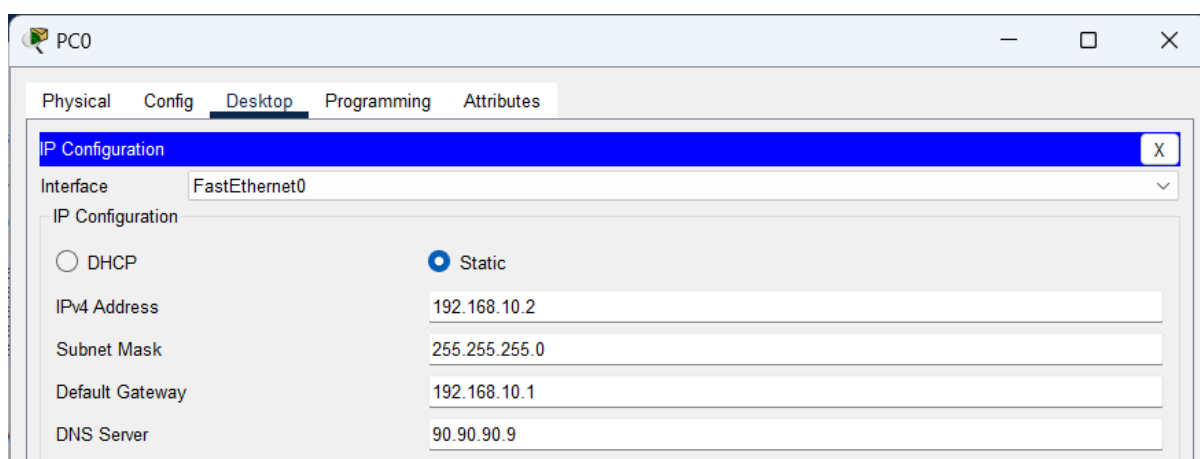 PC0
Physical Config Desktop Programming Attributes
IP Configuration X
Interface FastEthernet0
IP Configuration
DHCP Static
IPv4 Address 192.168.10.2
Subnet Mask 255.255.255.0
Default Gateway 192.168.10.1
DNS Server 90.90.90.9